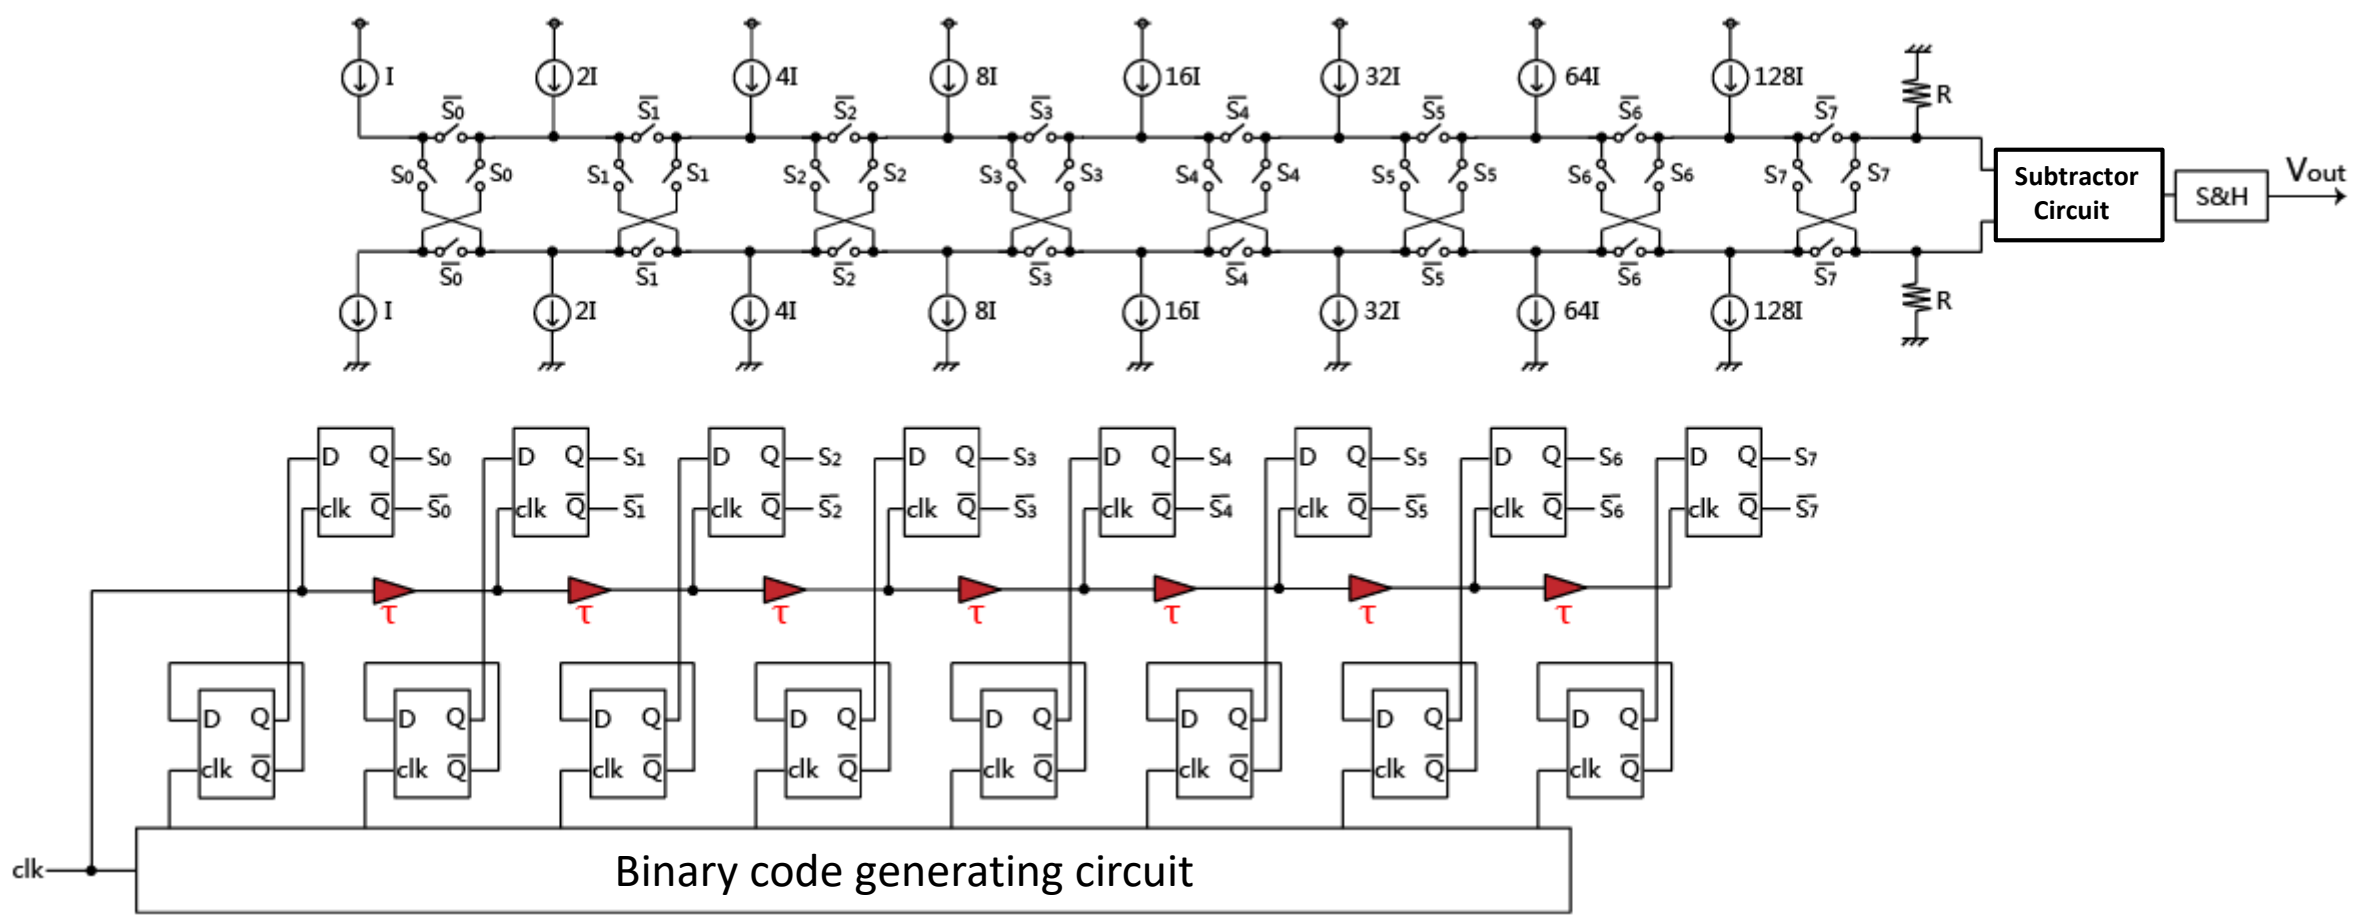 I 2I 4I 8I 16I 32I 64I 128I
S̅0 S̅1 S̅2 S̅3 S̅4 S̅5 S̅6 S̅7 R
S0 S0 S1 S1 S2 S2 S3 S3 S4 S4 S5 S5 S6 S6 S7 S7
Subtractor
Circuit
S&H
Vout
S̅0 S̅1 S̅2 S̅3 S̅4 S̅5 S̅6 S̅7
I 2I 4I 8I 16I 32I 64I 128I R
D Q S0 D Q S1 D Q S2 D Q S3 D Q S4 D Q S5 D Q S6 D Q S7
clk Q̅ S̅0 clk Q̅ S̅1 clk Q̅ S̅2 clk Q̅ S̅3 clk Q̅ S̅4 clk Q̅ S̅5 clk Q̅ S̅6 clk Q̅ S̅7
τ τ τ τ τ τ τ
D Q D Q D Q D Q D Q D Q D Q D Q
clk Q̅ clk Q̅ clk Q̅ clk Q̅ clk Q̅ clk Q̅ clk Q̅ clk Q̅
clk
Binary code generating circuit